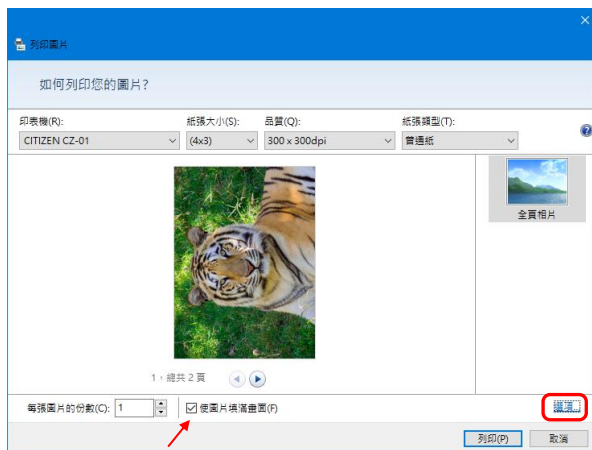 列印圖片
如何列印您的圖片?
印表機(R): 紙張大小(S): 品質(Q): 紙張類型(T):
CITIZEN CZ-01 (4x3) 300 x 300dpi 普通紙
全頁相片
1，總共 2 頁
每張圖片的份數(C): 1 使圖片填滿畫面(F) 選項...
列印(P) 取消